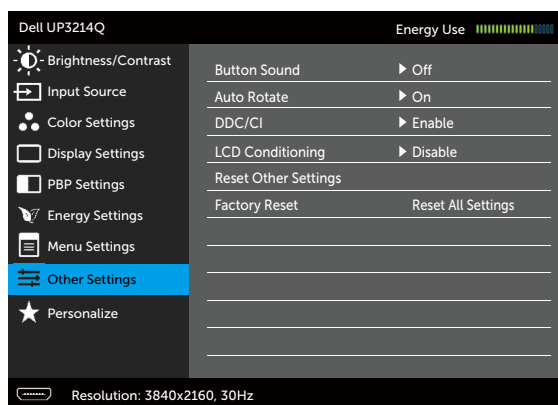 Dell UP3214Q
Energy Use
Brightness/Contrast
Input Source
Color Settings
Display Settings
PBP Settings
Energy Settings
Menu Settings
Other Settings
Personalize
Button Sound Off
Auto Rotate On
DDC/CI Enable
LCD Conditioning Disable
Reset Other Settings
Factory Reset Reset All Settings
Resolution: 3840x2160, 30Hz